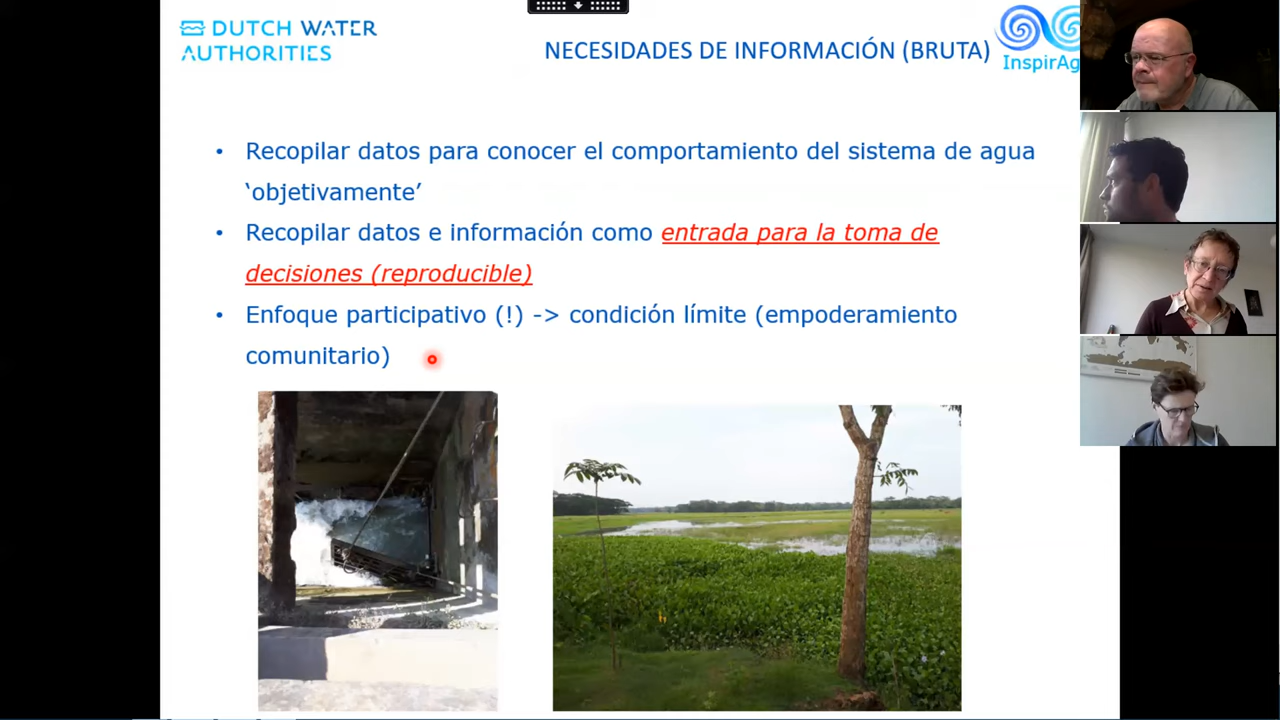 DUTCH WATER
AUTHORITIES
NECESIDADES DE INFORMACIÓN (BRUTA)
InspirAg
• Recopilar datos para conocer el comportamiento del sistema de agua
‘objetivamente’
• Recopilar datos e información como entrada para la toma de
decisiones (reproducible)
• Enfoque participativo (!) -> condición límite (empoderamiento
comunitario)